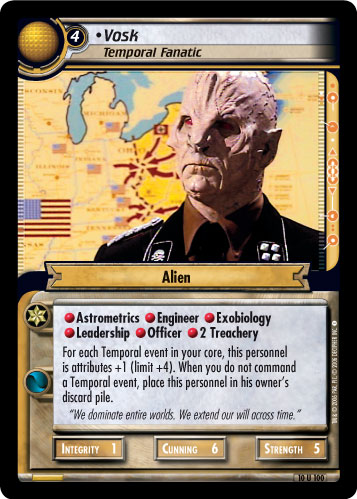 4
•Vosk
Temporal Fanatic
WISCONSIN
ILLINOIS
INDIANA
Alien
•Astrometrics •Engineer •Exobiology
•Leadership •Officer •2 Treachery
For each Temporal event in your core, this personnel
is attributes +1 (limit +4). When you do not command
a Temporal event, place this personnel in his owner's
discard pile.
"We dominate entire worlds. We extend our will across time."
INTEGRITY 1 CUNNING 6 STRENGTH 5
10 U 100